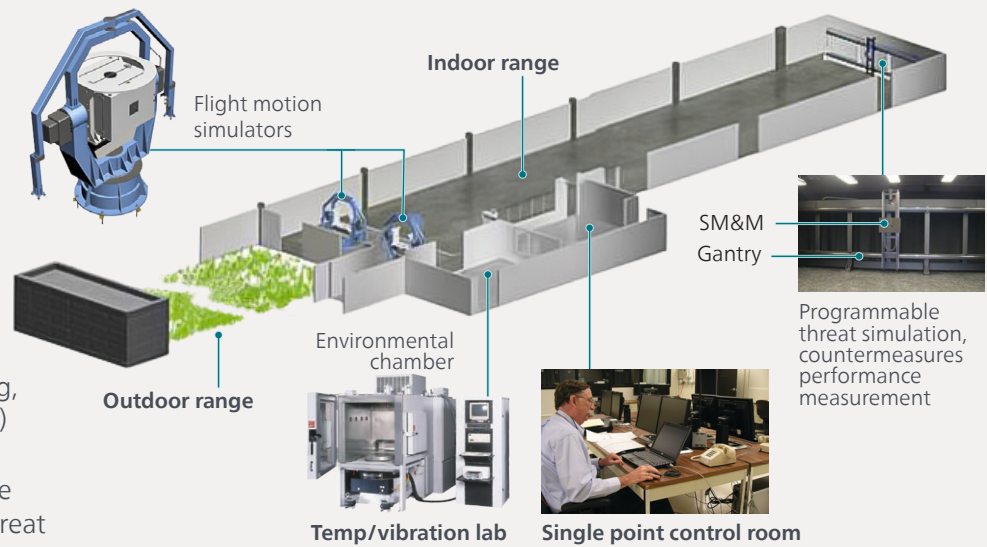 Indoor range
Flight motion
simulators
SM&M
Gantry
Programmable
threat simulation,
countermeasures
performance
measurement
Environmental
chamber
Outdoor range
g,
)
e
reat
Temp/vibration lab
Single point control room